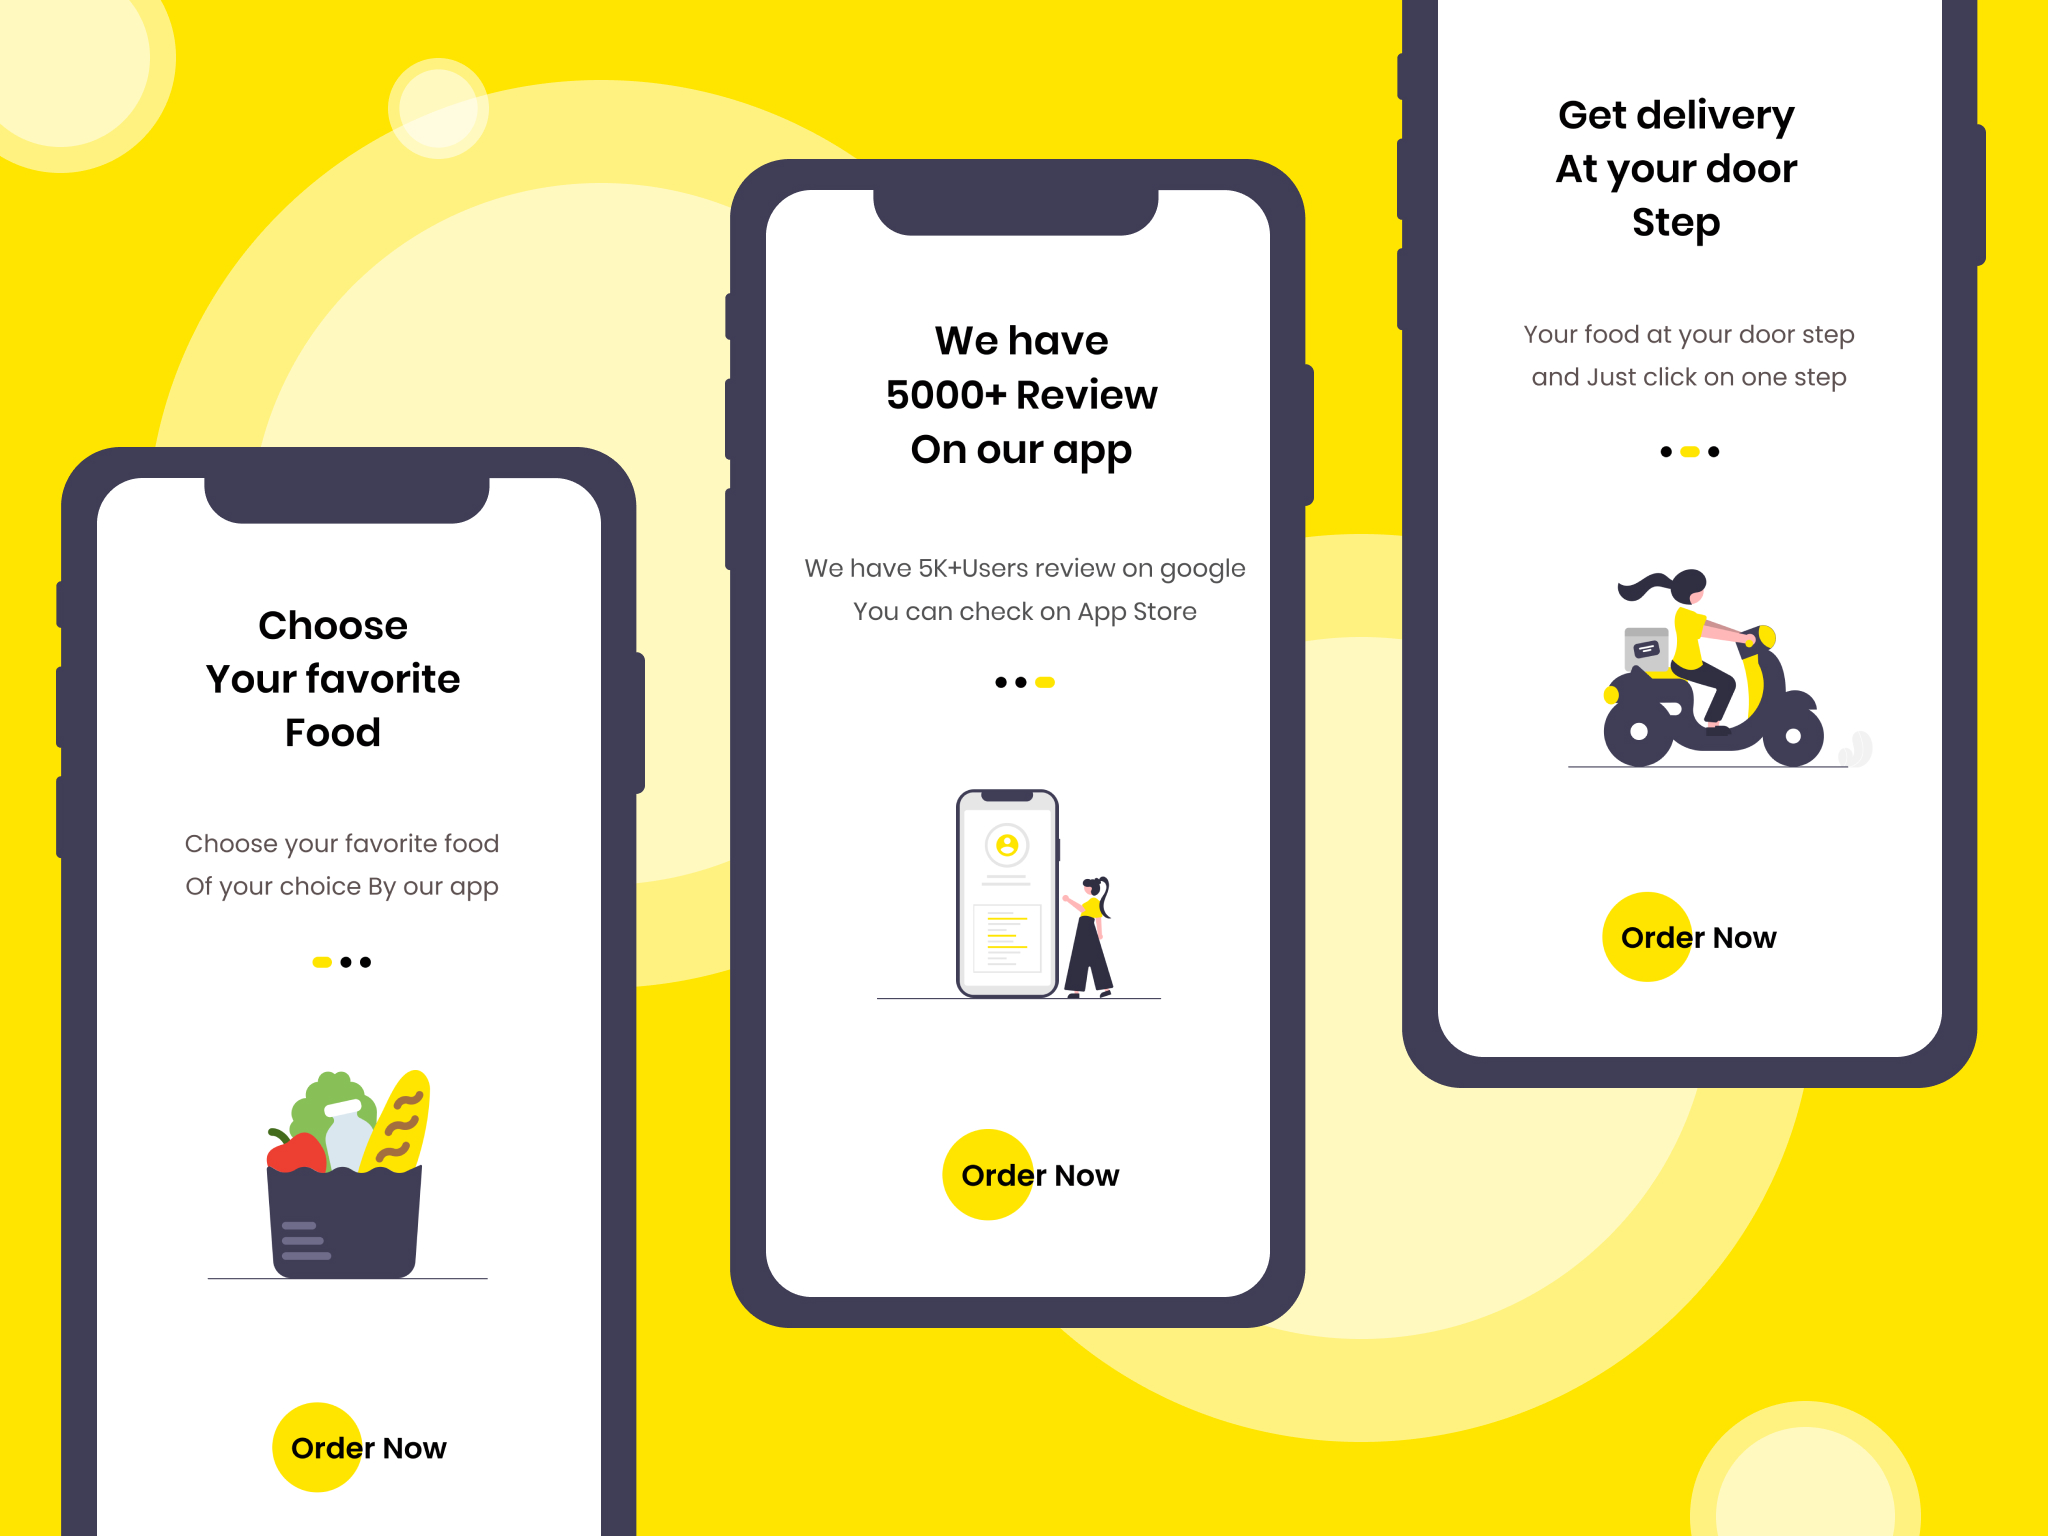 Choose
Your favorite
Food
Choose your favorite food
Of your choice By our app
Order Now
We have
5000+ Review
On our app
We have 5K+Users review on google
You can check on App Store
Order Now
Get delivery
At your door
Step
Your food at your door step
and Just click on one step
Order Now